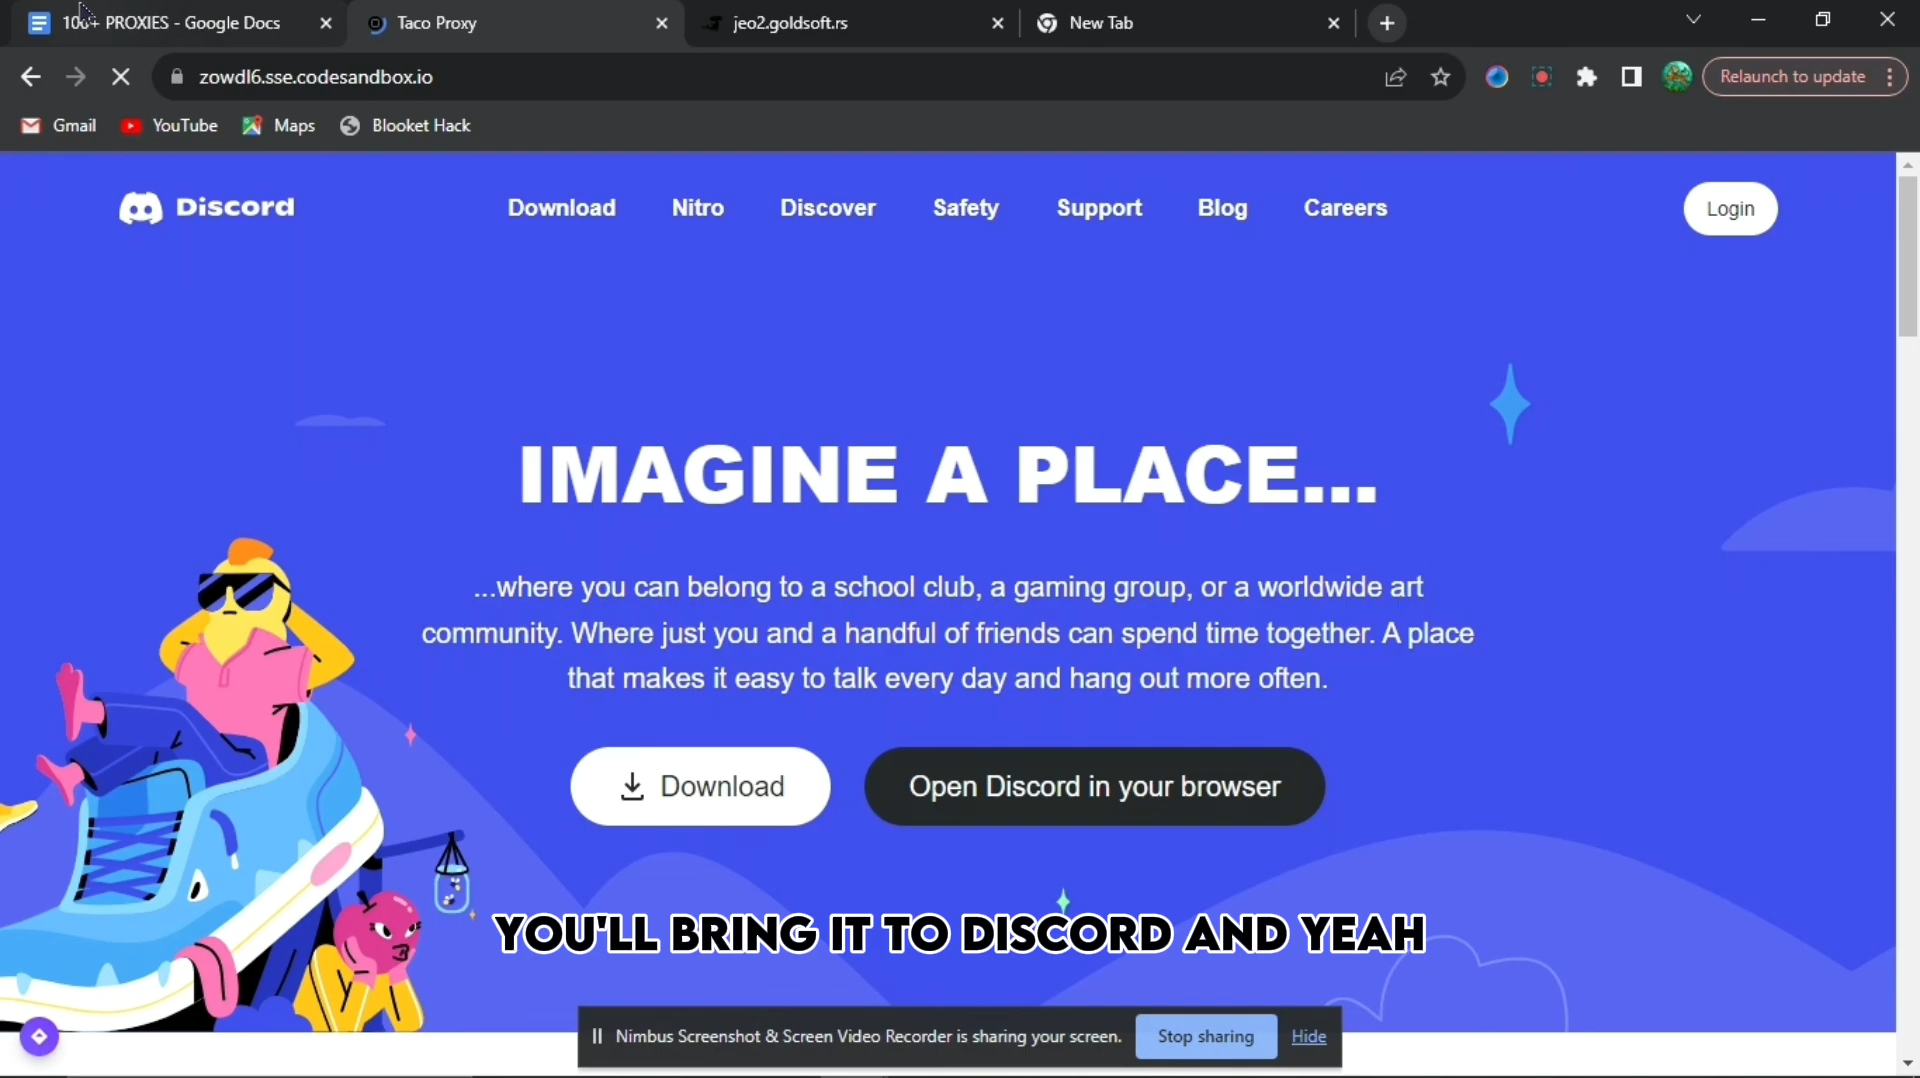 100+ PROXIES - Google Docs
Taco Proxy
jeo2.goldsoft.rs
New Tab
zowdl6.sse.codesandbox.io
Relaunch to update
Gmail
YouTube
Maps
Blooket Hack
Discord
Download
Nitro
Discover
Safety
Support
Blog
Careers
Login
IMAGINE A PLACE...
...where you can belong to a school club, a gaming group, or a worldwide art
community. Where just you and a handful of friends can spend time together. A place
that makes it easy to talk every day and hang out more often.
Download
Open Discord in your browser
YOU'LL BRING IT TO DISCORD AND YEAH
Nimbus Screenshot & Screen Video Recorder is sharing your screen.
Stop sharing
Hide